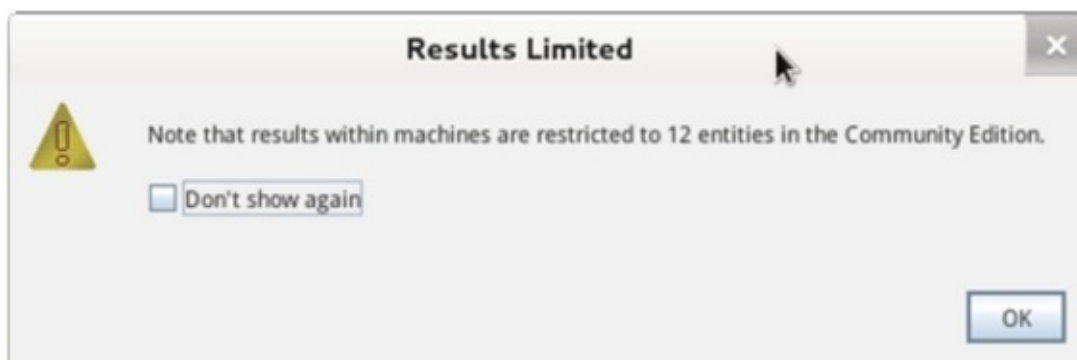 Results Limited
Note that results within machines are restricted to 12 entities in the Community Edition.
Don't show again
OK